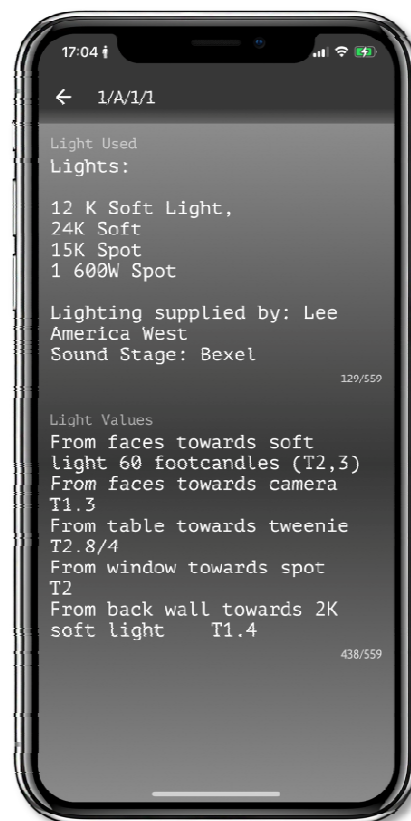 17:04
1/A/1/1
Light Used
Lights:
12 K Soft Light,
24K Soft
15K Spot
1 600W Spot
Lighting supplied by: Lee
America West
Sound Stage: Bexel
129/559
Light Values
From faces towards soft
light 60 footcandles (T2,3)
From faces towards camera
T1.3
From table towards tweenie
T2.8/4
From window towards spot
T2
From back wall towards 2K
soft light    T1.4
438/559